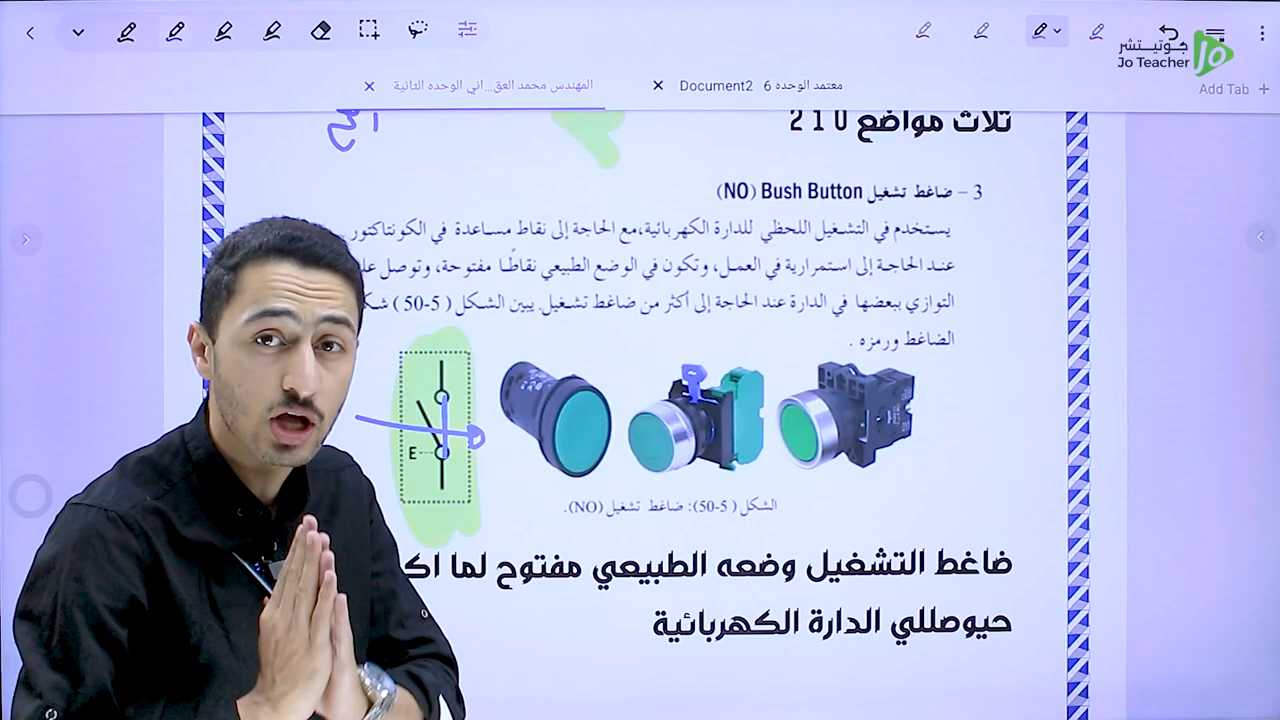 جـوتيـــتشر
Jo Teacher
المهندس محمد العق...اني الوحده الثانية
Document2 معتمد الوحده 6
Add Tab
ثلاث مواضع 0 1 2
3 – ضاغط تشغيل Bush Button (NO)
يستخدم في التشغيل اللحظي للدارة الكهربائية،مع الحاجة إلى نقاط مساعدة في الكونتاكتور
عند الحاجة إلى استمرارية في العمل، وتكون في الوضع الطبيعي نقاطًا مفتوحة، وتوصل
التوازي ببعضها في الدارة عند الحاجة إلى أكثر من ضاغط تشغيل. يبين الشكل (5-50)
الضاغط ورمزه .
E
الشكل (5-50): ضاغط تشغيل (NO).
ضاغط التشغيل وضعه الطبيعي مفتوح لما
حيوصللي الدارة الكهربائية